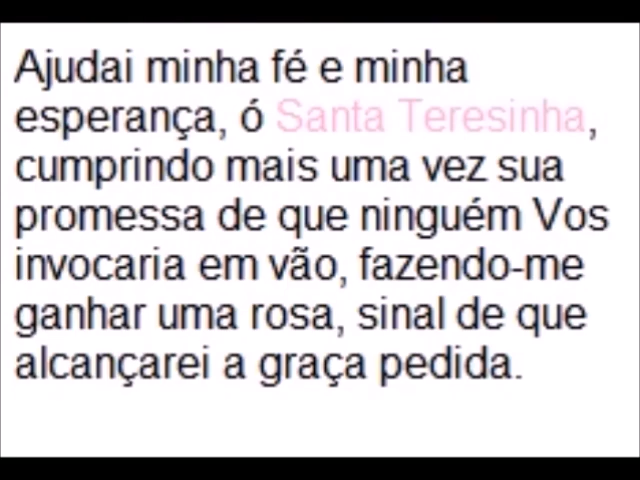 Ajudai minha fé e minha
esperança, ó Santa Teresinha,
cumprindo mais uma vez sua
promessa de que ninguém Vos
invocaria em vão, fazendo-me
ganhar uma rosa, sinal de que
alcançarei a graça pedida.